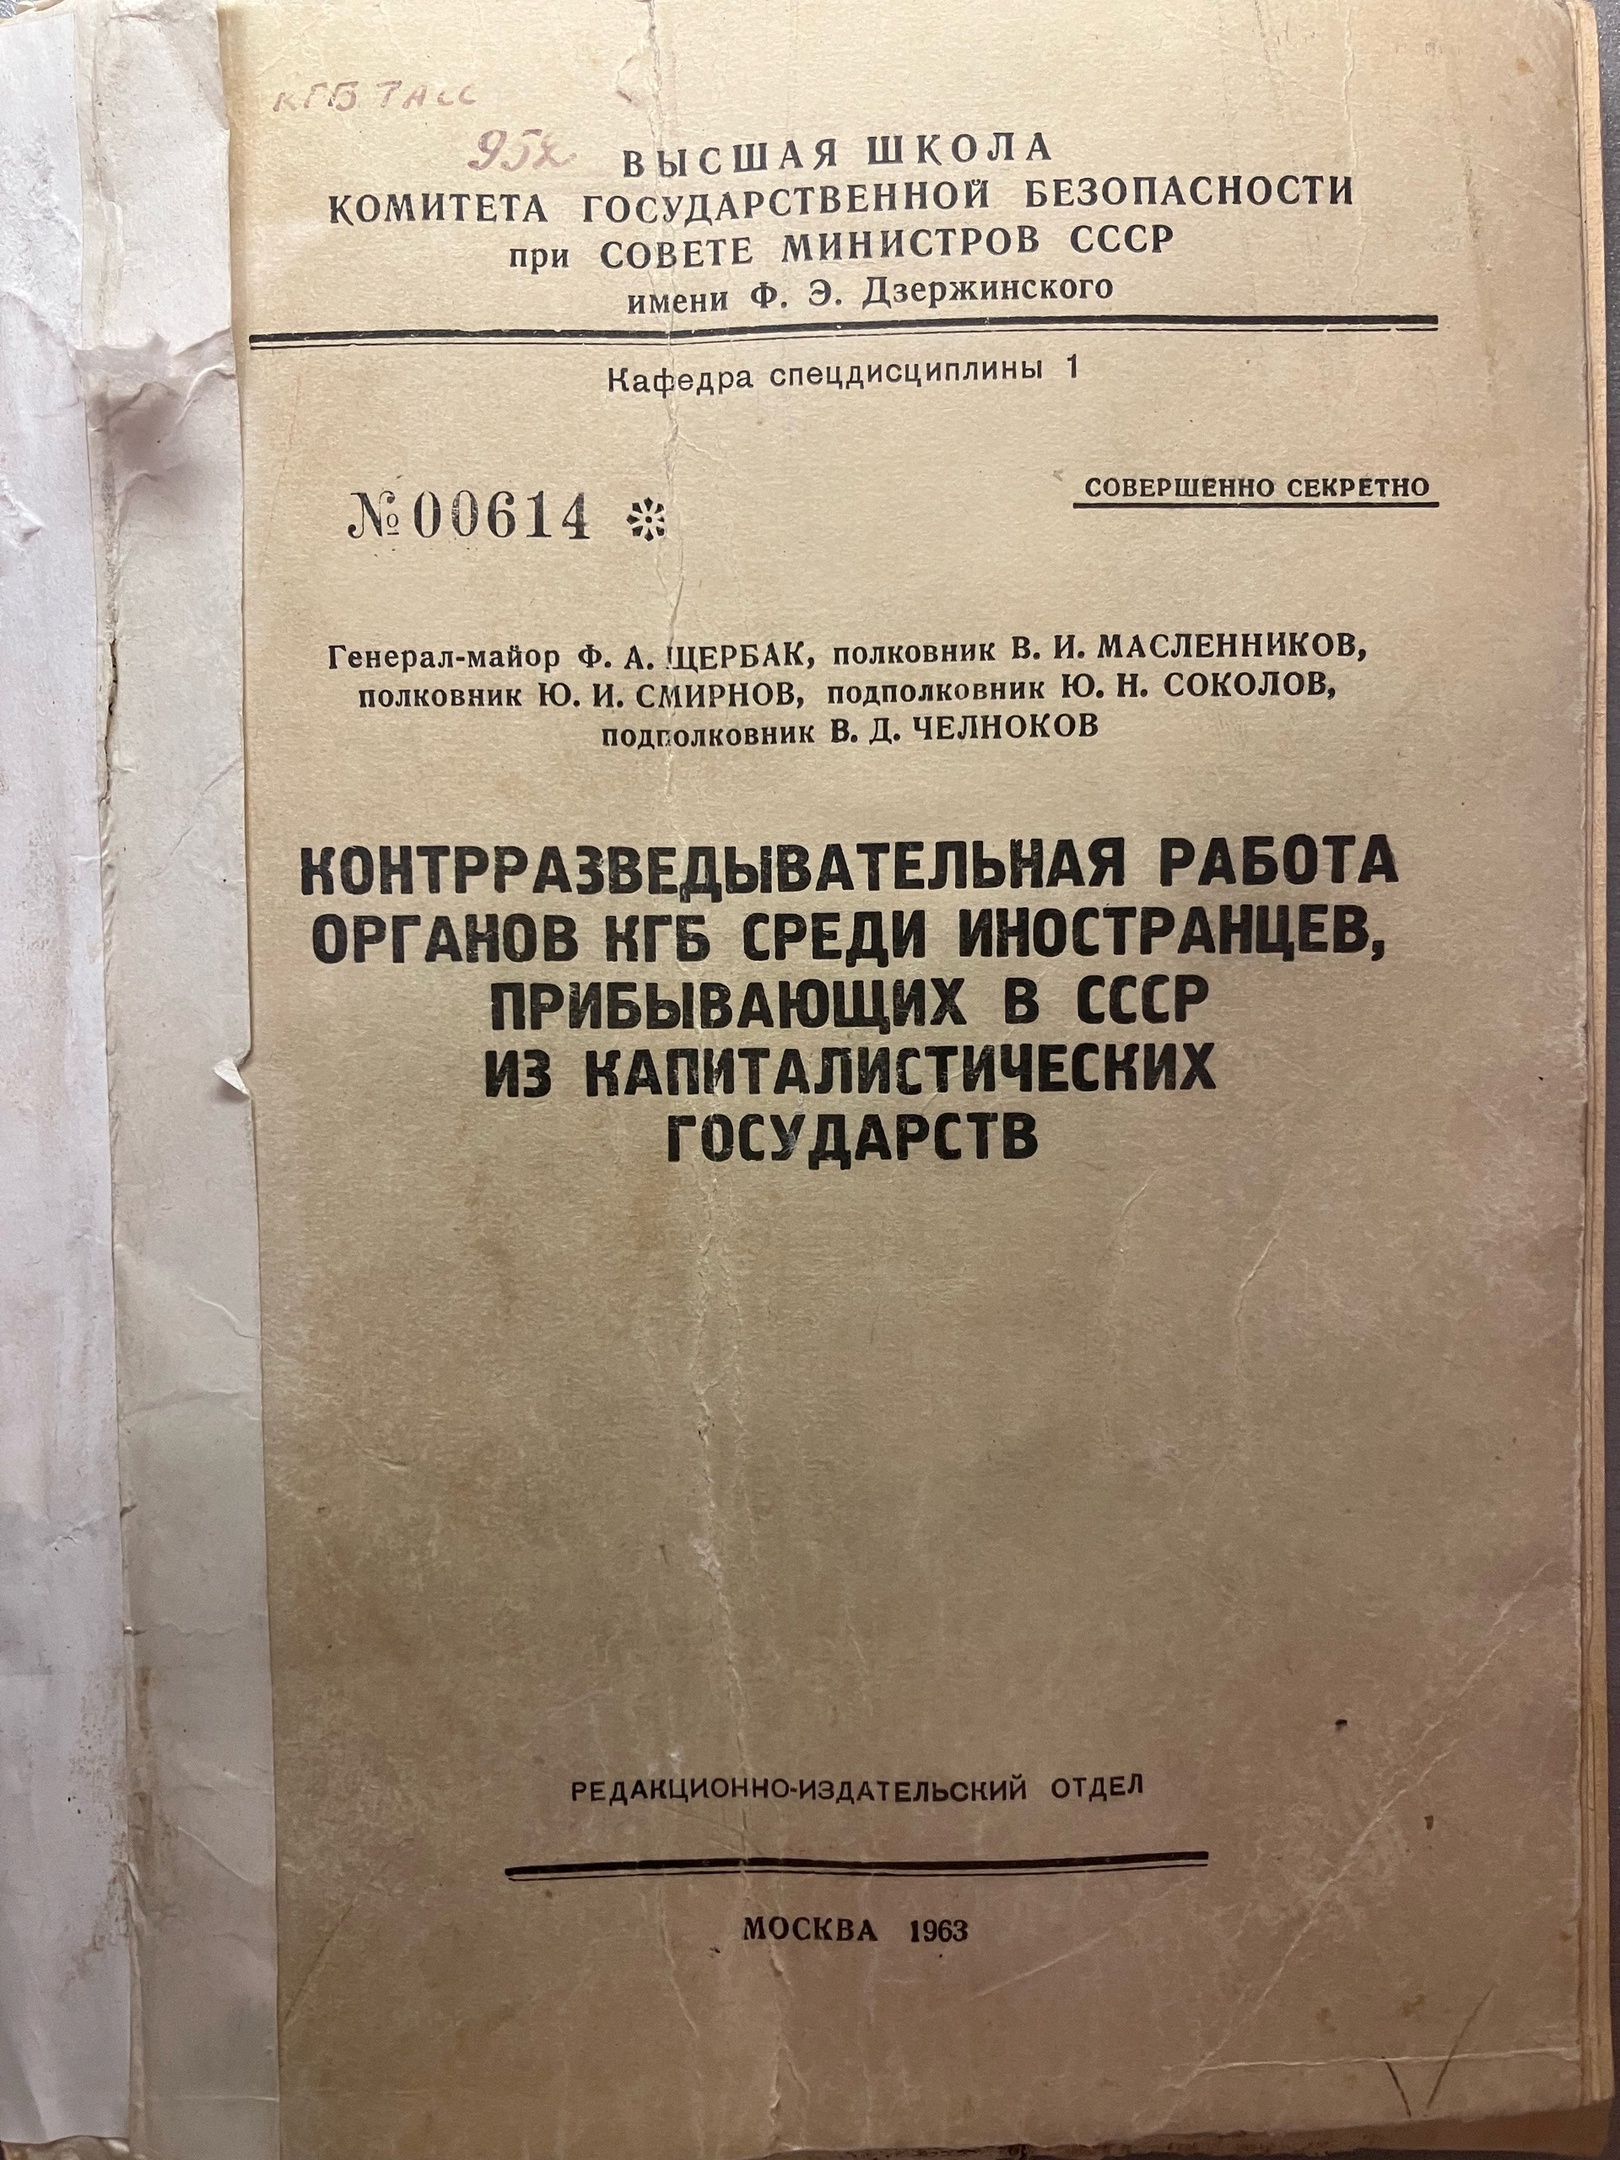 КГБ ТАСС
952
ВЫСШАЯ ШКОЛА
КОМИТЕТА ГОСУДАРСТВЕННОЙ БЕЗОПАСНОСТИ
при СОВЕТЕ МИНИСТРОВ СССР
имени Ф. Э. Дзержинского
Кафедра спецдисциплины 1
СОВЕРШЕННО СЕКРЕТНО
№ 00614 *
Генерал-майор Ф. А. ЩЕРБАК, полковник В. И. МАСЛЕННИКОВ,
полковник Ю. И. СМИРНОВ, подполковник Ю. Н. СОКОЛОВ,
подполковник В. Д. ЧЕЛНОКОВ
КОНТРРАЗВЕДЫВАТЕЛЬНАЯ РАБОТА
ОРГАНОВ КГБ СРЕДИ ИНОСТРАНЦЕВ,
ПРИБЫВАЮЩИХ В СССР
ИЗ КАПИТАЛИСТИЧЕСКИХ
ГОСУДАРСТВ
РЕДАКЦИОННО-ИЗДАТЕЛЬСКИЙ ОТДЕЛ
МОСКВА 1963